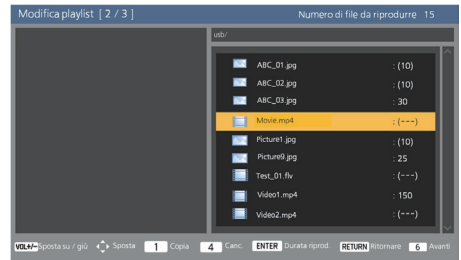 Modifica playlist [ 2 / 3 ] Numero di file da riprodurre 15
usb/
ABC_01.jpg : (10)
ABC_02.jpg : (10)
ABC_03.jpg : 30
Movie.mp4 : (---)
Picture1.jpg : (10)
Picture9.jpg : 25
Test_01.flv : (---)
Video1.mp4 : 150
Video2.mp4 : (---)
VOL+/- Sposta su / giù Sposta 1 Copia 4 Canc. ENTER Durata riprod. RETURN Ritornare 6 Avanti